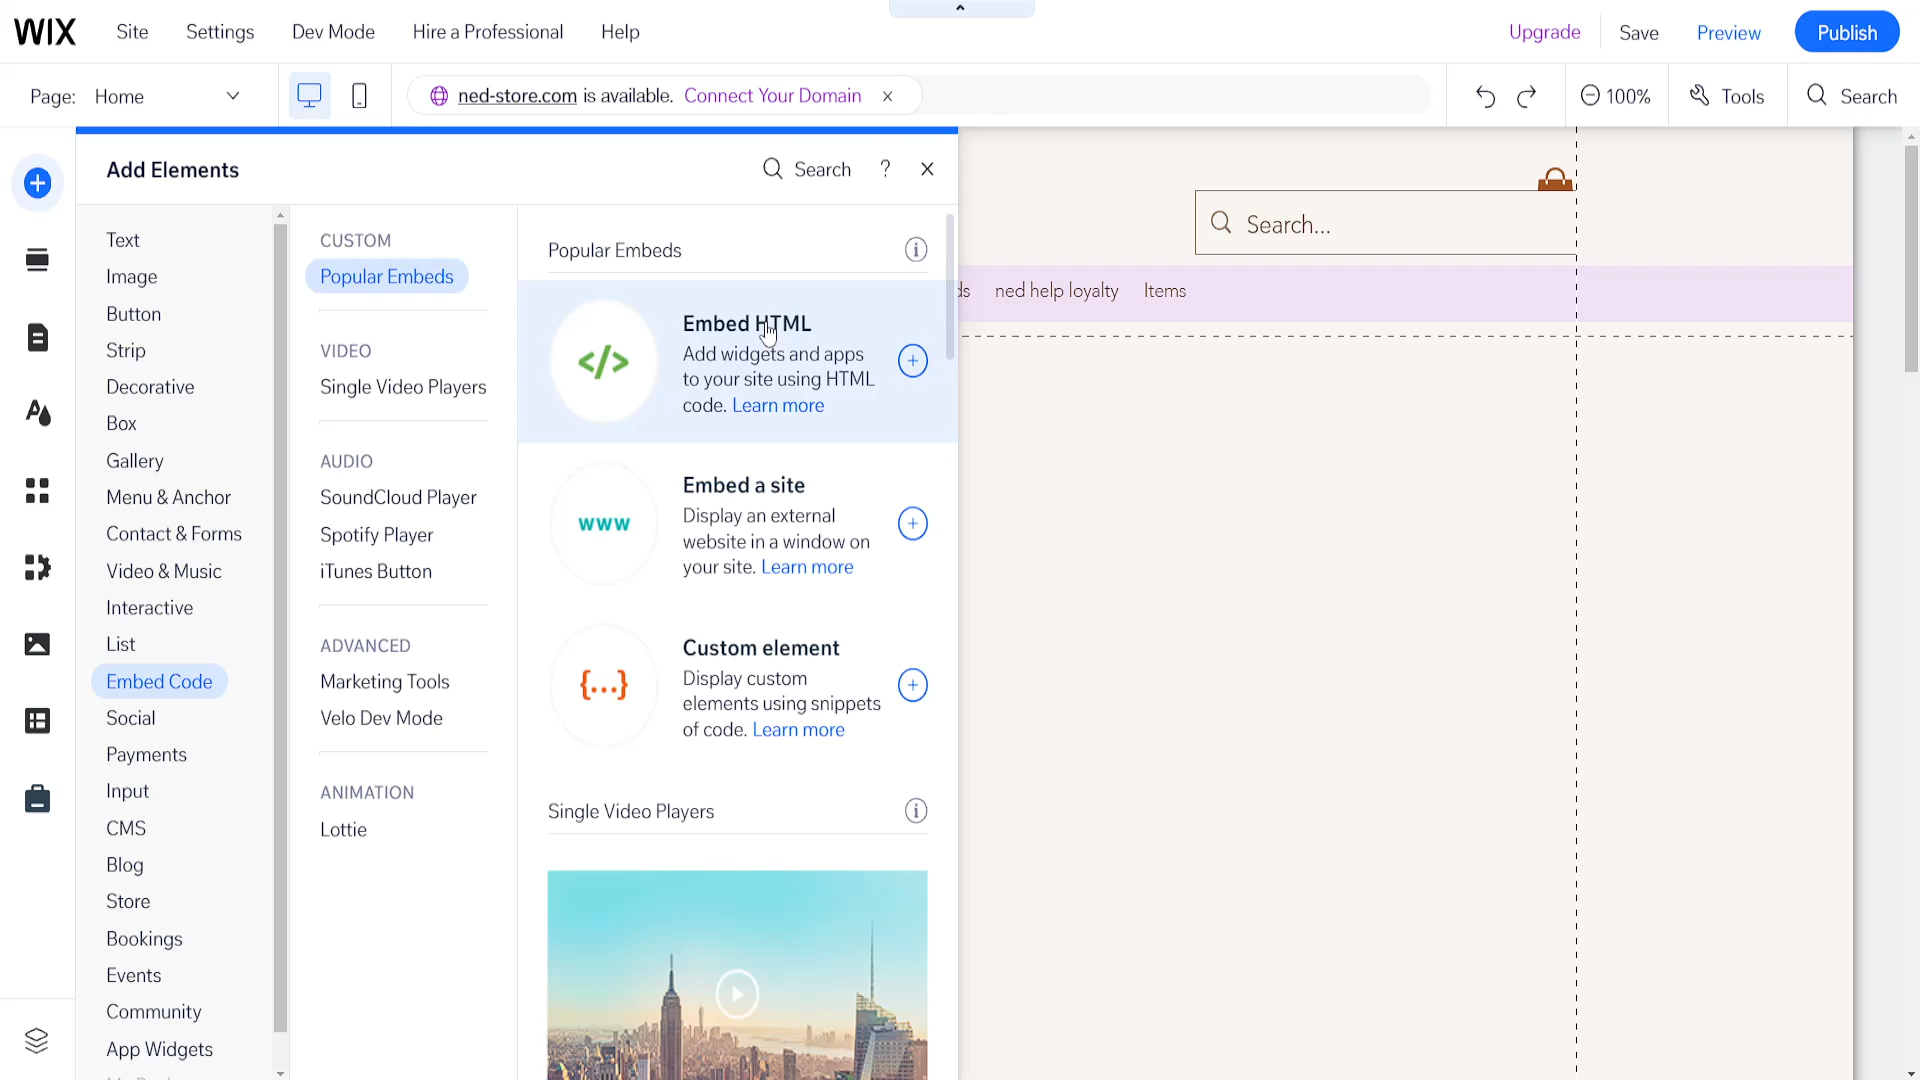 WIX
Site
Settings
Dev Mode
Hire a Professional
Help
Upgrade
Save
Preview
Publish
Page: Home
ned-store.com is available. Connect Your Domain
100%
Tools
Search
Add Elements
Search
?
Text
Image
Button
Strip
Decorative
Box
Gallery
Menu & Anchor
Contact & Forms
Video & Music
Interactive
List
Embed Code
Social
Payments
Input
CMS
Blog
Store
Bookings
Events
Community
App Widgets
CUSTOM
Popular Embeds
VIDEO
Single Video Players
AUDIO
SoundCloud Player
Spotify Player
iTunes Button
ADVANCED
Marketing Tools
Velo Dev Mode
ANIMATION
Lottie
Popular Embeds
</>
Embed HTML
Add widgets and apps
to your site using HTML
code. Learn more
www
Embed a site
Display an external
website in a window on
your site. Learn more
{...}
Custom element
Display custom
elements using snippets
of code. Learn more
Single Video Players
Search...
ds
ned help loyalty
Items